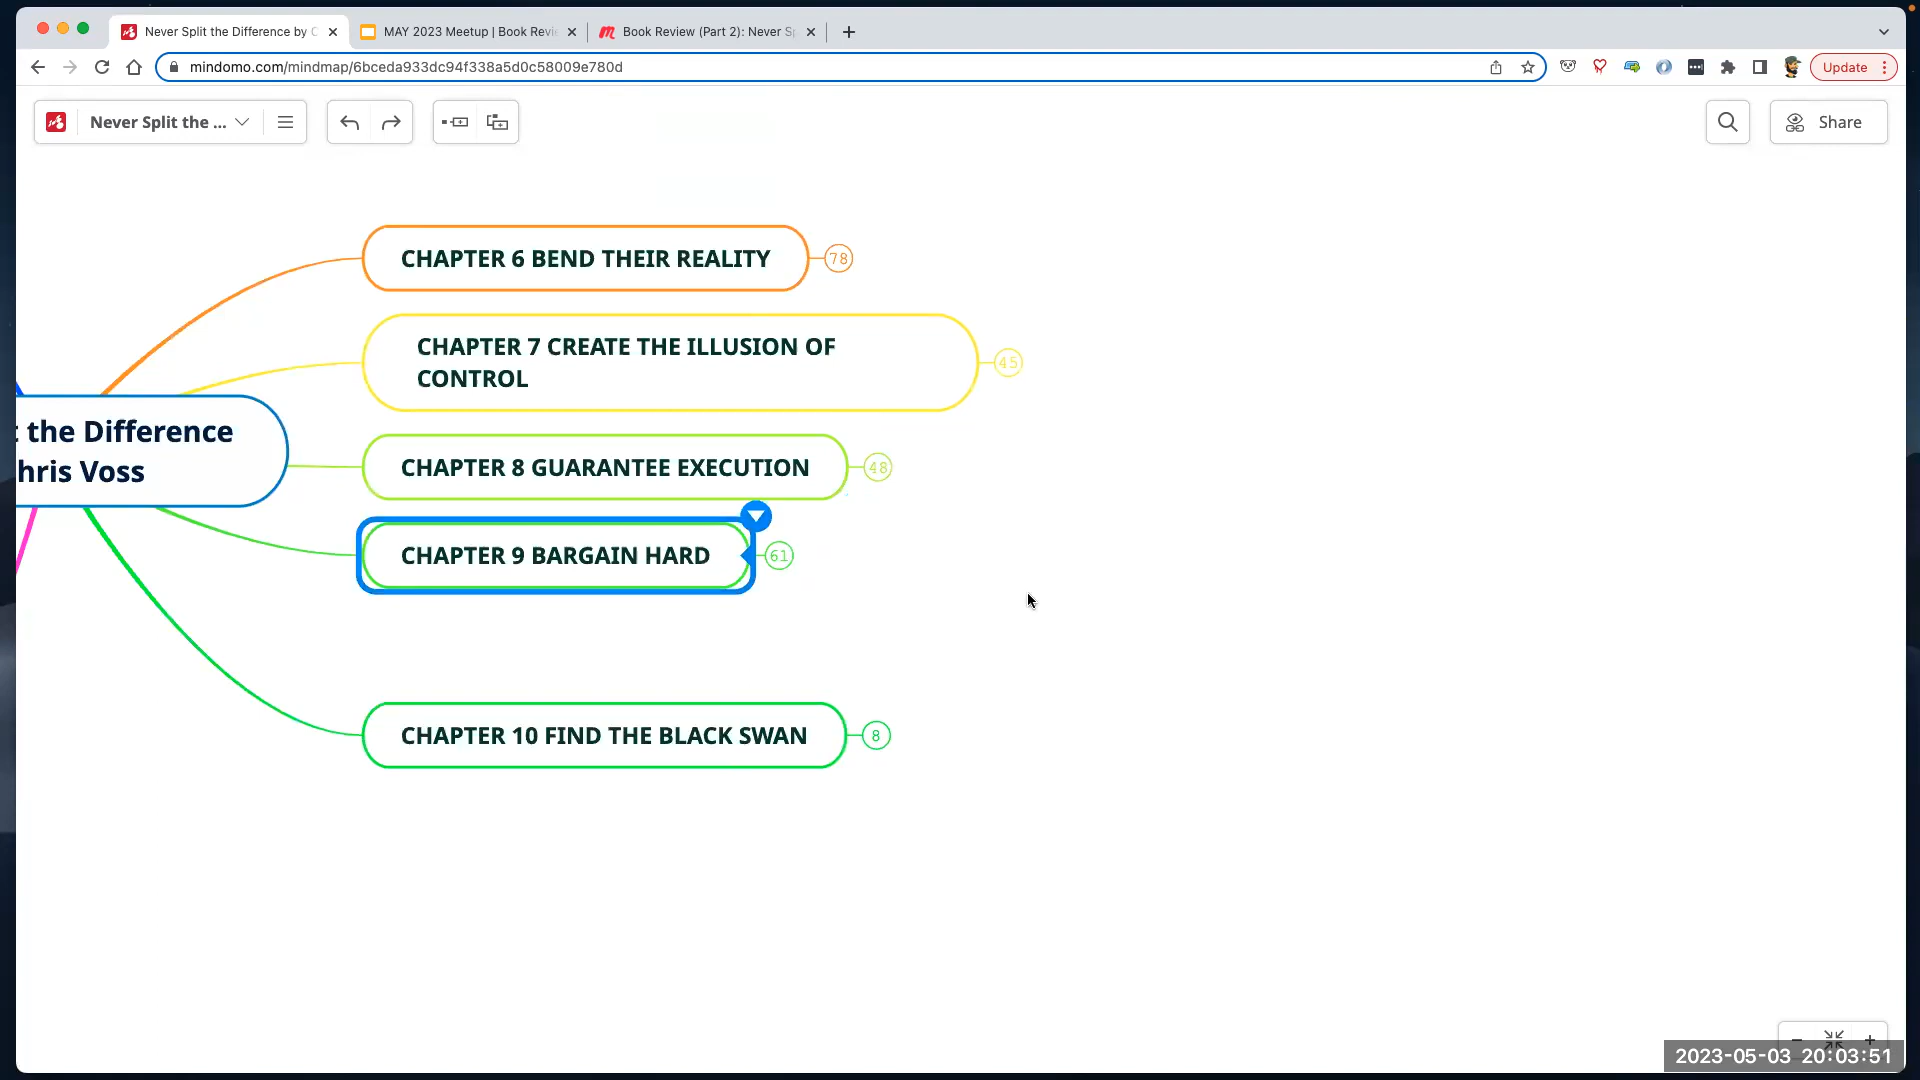 Never Split the Difference by C
MAY 2023 Meetup | Book Revie
Book Review (Part 2): Never Sp
mindomo.com/mindmap/6bceda933dc94f338a5d0c58009e780d
Update
Never Split the ...
Share
CHAPTER 6 BEND THEIR REALITY
78
CHAPTER 7 CREATE THE ILLUSION OF
CONTROL
45
t the Difference
hris Voss
CHAPTER 8 GUARANTEE EXECUTION
48
CHAPTER 9 BARGAIN HARD
61
CHAPTER 10 FIND THE BLACK SWAN
8
2023-05-03 20:03:51